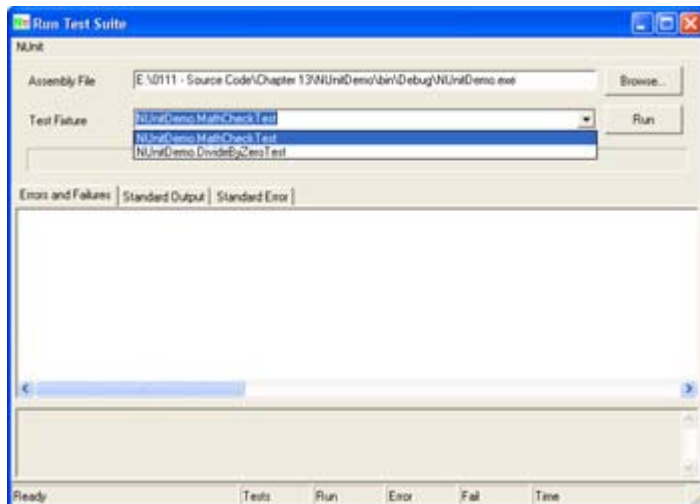 Run Test Suite
NUnit
Assembly File
E:\0111 - Source Code\Chapter 13\NUnitDemo\bin\Debug\NUnitDemo.exe
Browse...
Test Fixture
NUnitDemo.MathCheckTest
Run
NUnitDemo.MathCheckTest
NUnitDemo.DivideByZeroTest
Errors and Failures
Standard Output
Standard Error
Ready
Tests
Run
Error
Fail
Time